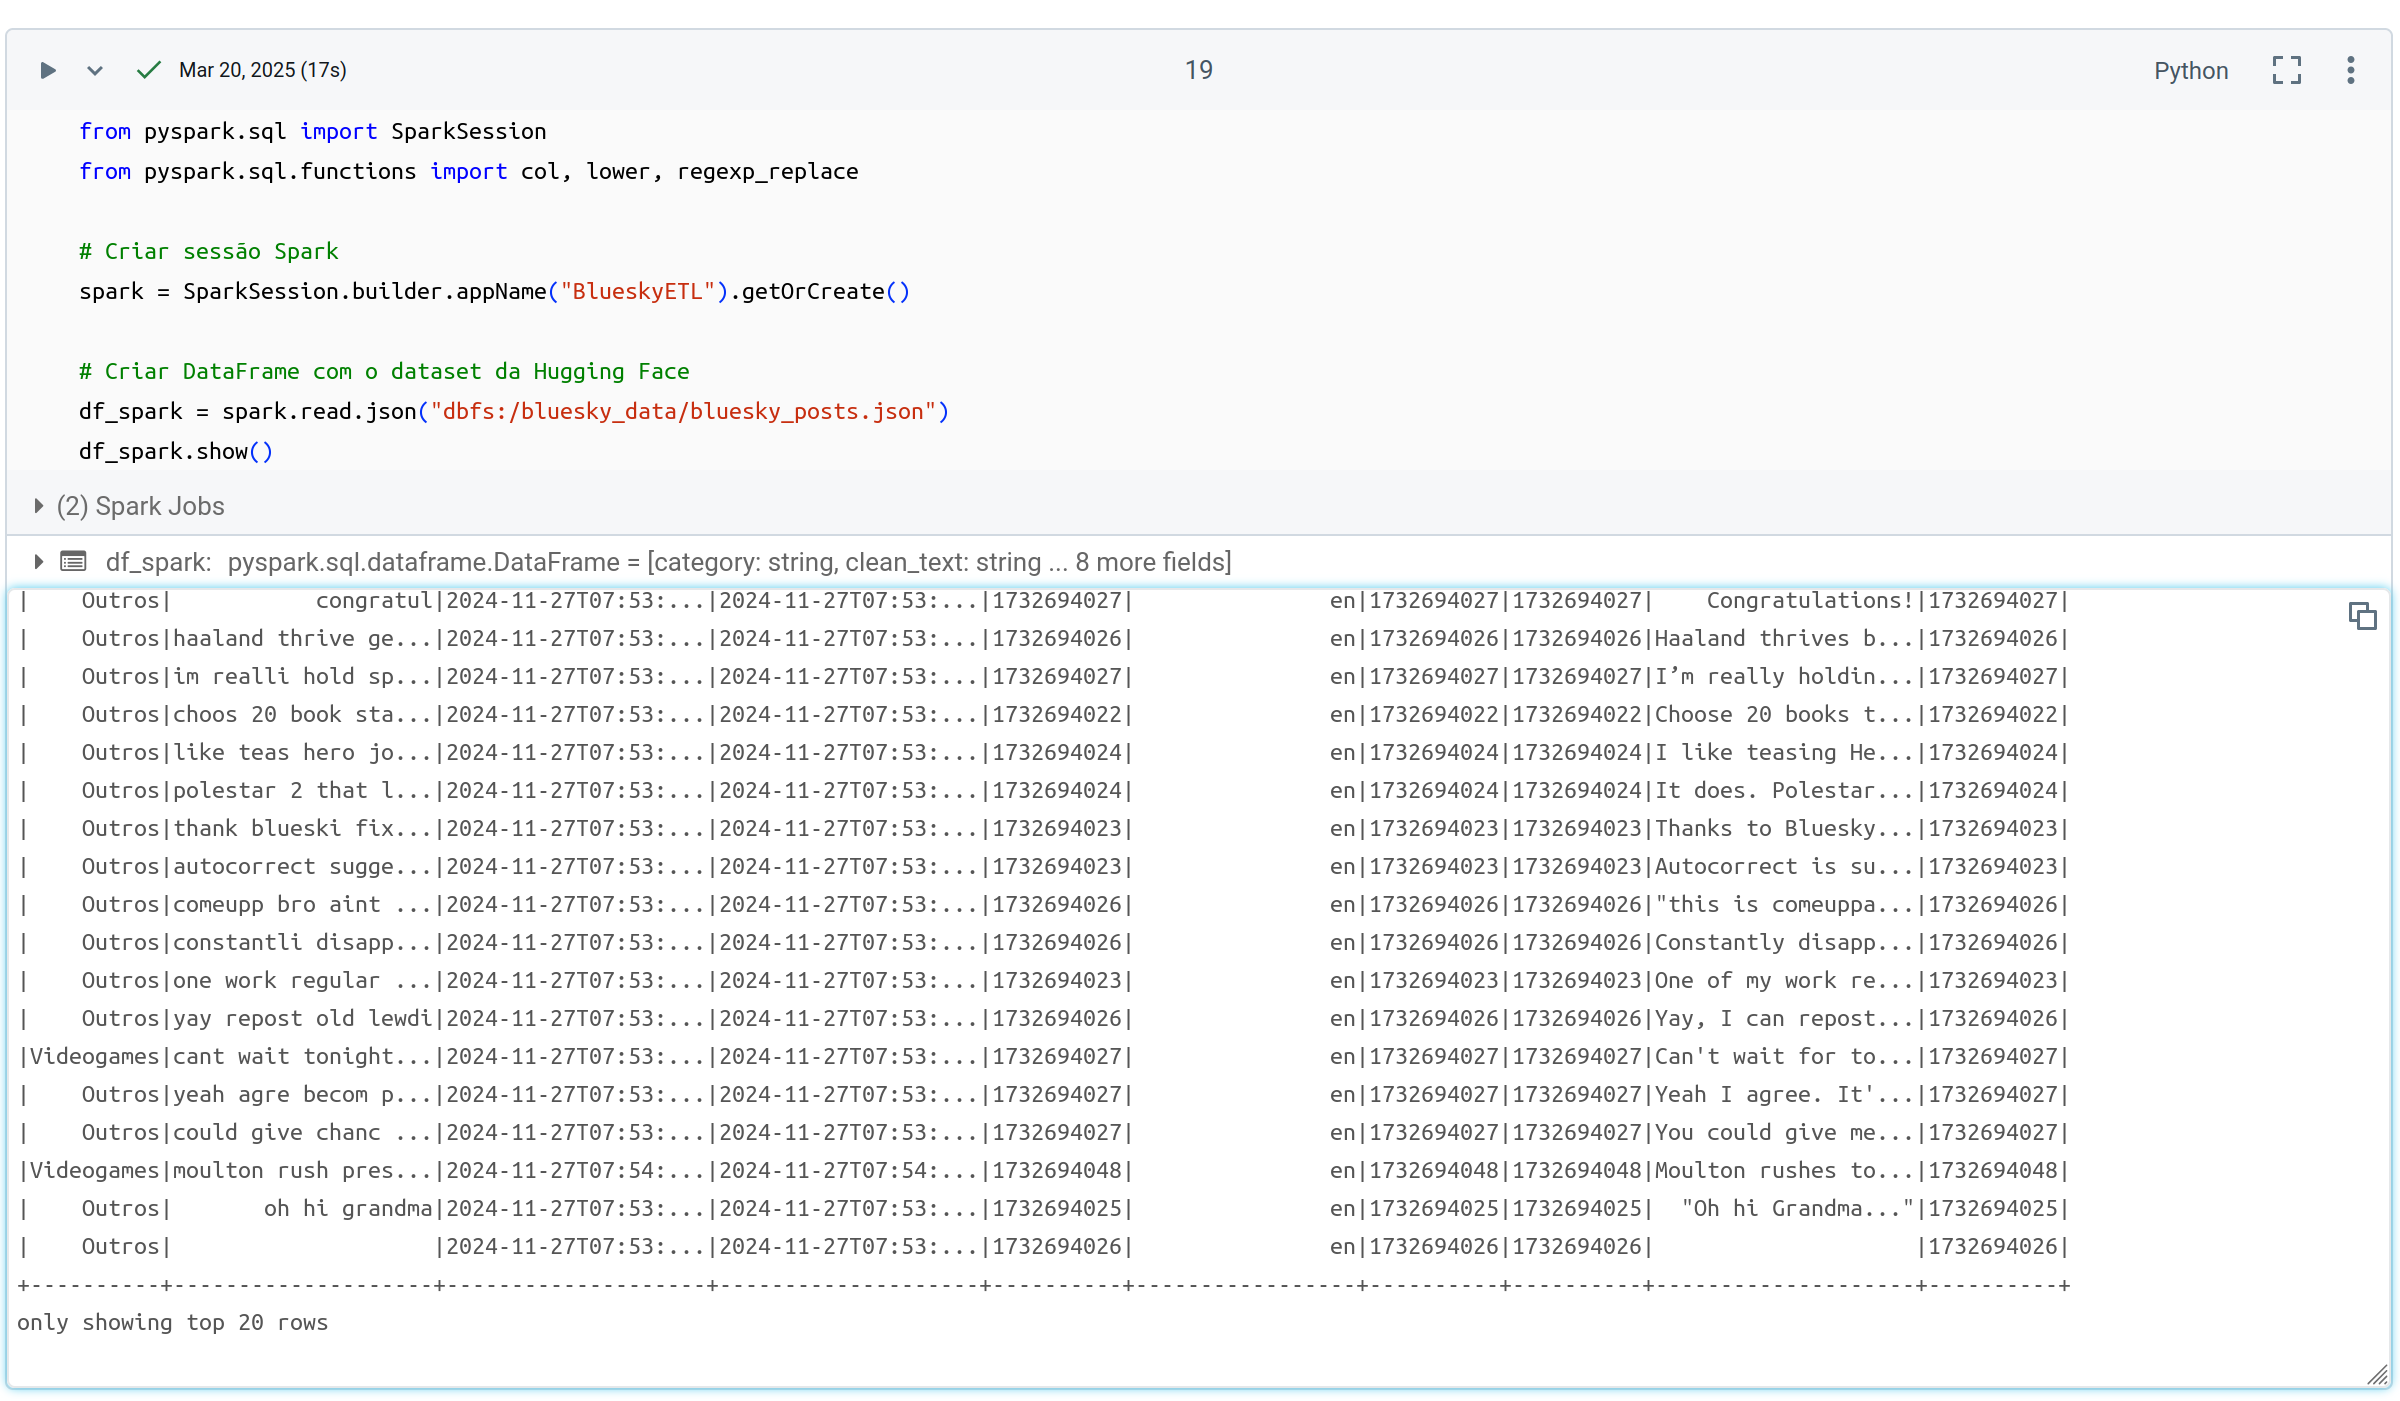 Mar 20, 2025 (17s) 19 Python
from pyspark.sql import SparkSession
from pyspark.sql.functions import col, lower, regexp_replace
# Criar sessão Spark
spark = SparkSession.builder.appName("BlueskyETL").getOrCreate()
# Criar DataFrame com o dataset da Hugging Face
df_spark = spark.read.json("dbfs:/bluesky_data/bluesky_posts.json")
df_spark.show()
(2) Spark Jobs
df_spark: pyspark.sql.dataframe.DataFrame = [category: string, clean_text: string ... 8 more fields]
|    Outros|           congratul|2024-11-27T07:53:...|2024-11-27T07:53:...|1732694027|               en|1732694027|1732694027|    Congratulations!|1732694027|
|    Outros|haaland thrive ge...|2024-11-27T07:53:...|2024-11-27T07:53:...|1732694026|               en|1732694026|1732694026|Haaland thrives b...|1732694026|
|    Outros|im realli hold sp...|2024-11-27T07:53:...|2024-11-27T07:53:...|1732694027|               en|1732694027|1732694027|I’m really holdin...|1732694027|
|    Outros|choos 20 book sta...|2024-11-27T07:53:...|2024-11-27T07:53:...|1732694022|               en|1732694022|1732694022|Choose 20 books t...|1732694022|
|    Outros|like teas hero jo...|2024-11-27T07:53:...|2024-11-27T07:53:...|1732694024|               en|1732694024|1732694024|I like teasing He...|1732694024|
|    Outros|polestar 2 that l...|2024-11-27T07:53:...|2024-11-27T07:53:...|1732694024|               en|1732694024|1732694024|It does. Polestar...|1732694024|
|    Outros|thank blueski fix...|2024-11-27T07:53:...|2024-11-27T07:53:...|1732694023|               en|1732694023|1732694023|Thanks to Bluesky...|1732694023|
|    Outros|autocorrect sugge...|2024-11-27T07:53:...|2024-11-27T07:53:...|1732694023|               en|1732694023|1732694023|Autocorrect is su...|1732694023|
|    Outros|comeupp bro aint ...|2024-11-27T07:53:...|2024-11-27T07:53:...|1732694026|               en|1732694026|1732694026|"this is comeuppa...|1732694026|
|    Outros|constantli disapp...|2024-11-27T07:53:...|2024-11-27T07:53:...|1732694026|               en|1732694026|1732694026|Constantly disapp...|1732694026|
|    Outros|one work regular ...|2024-11-27T07:53:...|2024-11-27T07:53:...|1732694023|               en|1732694023|1732694023|One of my work re...|1732694023|
|    Outros|yay repost old lewdi|2024-11-27T07:53:...|2024-11-27T07:53:...|1732694026|               en|1732694026|1732694026|Yay, I can repost...|1732694026|
|Videogames|cant wait tonight...|2024-11-27T07:53:...|2024-11-27T07:53:...|1732694027|               en|1732694027|1732694027|Can't wait for to...|1732694027|
|    Outros|yeah agre becom p...|2024-11-27T07:53:...|2024-11-27T07:53:...|1732694027|               en|1732694027|1732694027|Yeah I agree. It'...|1732694027|
|    Outros|could give chanc ...|2024-11-27T07:53:...|2024-11-27T07:53:...|1732694027|               en|1732694027|1732694027|You could give me...|1732694027|
|Videogames|moulton rush pres...|2024-11-27T07:54:...|2024-11-27T07:54:...|1732694048|               en|1732694048|1732694048|Moulton rushes to...|1732694048|
|    Outros|       oh hi grandma|2024-11-27T07:53:...|2024-11-27T07:53:...|1732694025|               en|1732694025|1732694025|  "Oh hi Grandma..."|1732694025|
|    Outros|                    |2024-11-27T07:53:...|2024-11-27T07:53:...|1732694026|               en|1732694026|1732694026|                    |1732694026|
+----------+--------------------+--------------------+--------------------+----------+-----------------+----------+----------+--------------------+----------+
only showing top 20 rows